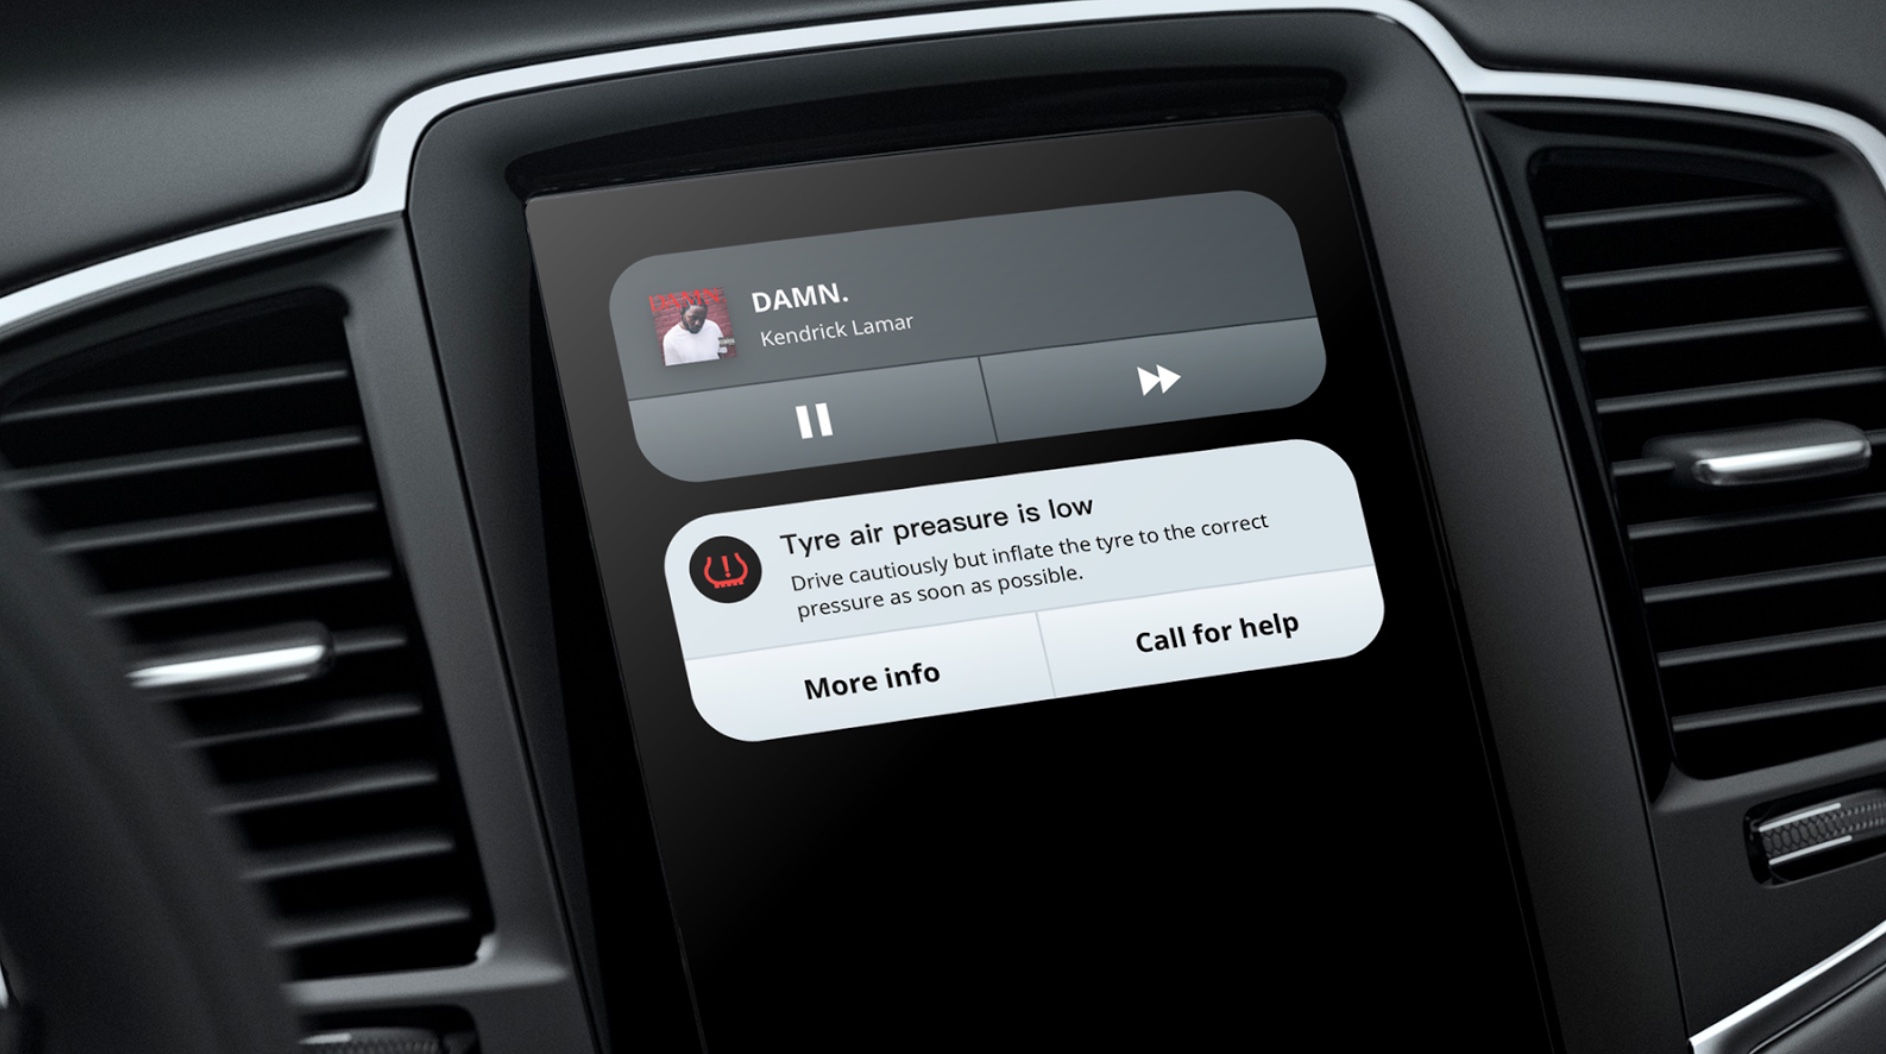 DAMN.
DAMN.
Kendrick Lamar
Tyre air preasure is low
Drive cautiously but inflate the tyre to the correct
pressure as soon as possible.
More info
Call for help